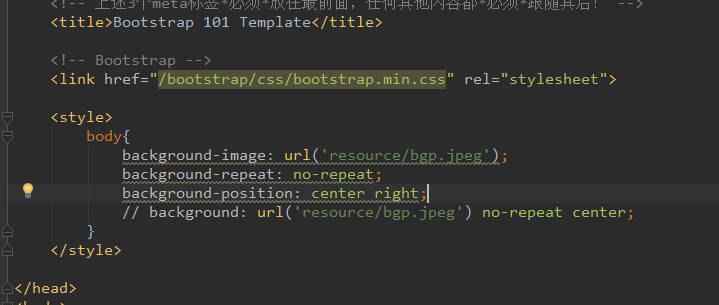 <!-- 上述3个meta标签*必须*放在最前面，任何其他内容都*必须*跟随其后！ -->
<title>Bootstrap 101 Template</title>
<!-- Bootstrap -->
<link href="/bootstrap/css/bootstrap.min.css" rel="stylesheet">
<style>
body{
background-image: url('resource/bgp.jpeg');
background-repeat: no-repeat;
background-position: center right;
// background: url('resource/bgp.jpeg') no-repeat center;
}
</style>
</head>
<body>